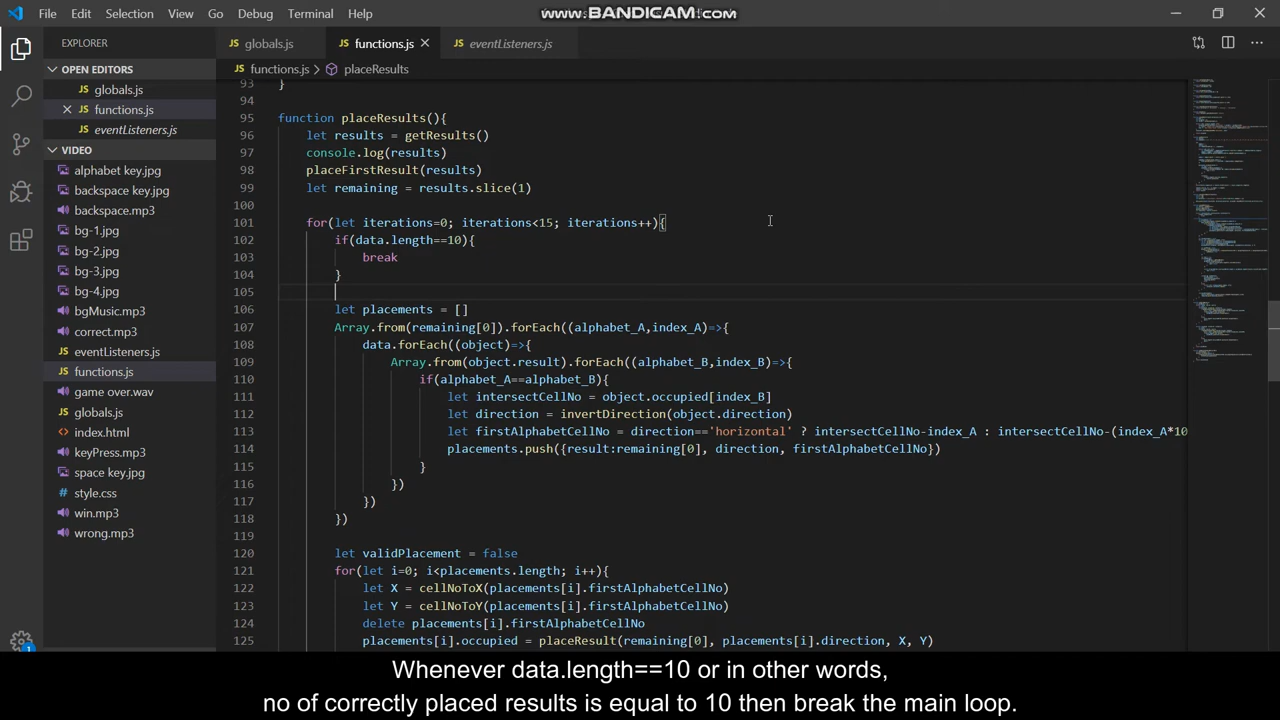 File Edit Selection View Go Debug Terminal Help
www.BANDICAM.com
EXPLORER
globals.js functions.js eventListeners.js
OPEN EDITORS
functions.js > placeResults
globals.js
functions.js
eventListeners.js
VIDEO
alphabet key.jpg
backspace key.jpg
backspace.mp3
bg-1.jpg
bg-2.jpg
bg-3.jpg
bg-4.jpg
bgMusic.mp3
correct.mp3
eventListeners.js
functions.js
game over.wav
globals.js
index.html
keyPress.mp3
space key.jpg
style.css
win.mp3
wrong.mp3
1
93 }
94
95 function placeResults(){
96 let results = getResults()
97 console.log(results)
98 placeFirstResult(results)
99 let remaining = results.slice(1)
100
101 for(let iterations=0; iterations<15; iterations++){
102 if(data.length==10){
103 break
104 }
105
106 let placements = []
107 Array.from(remaining[0]).forEach((alphabet_A,index_A)=>{
108 data.forEach((object)=>{
109 Array.from(object.result).forEach((alphabet_B,index_B)=>{
110 if(alphabet_A==alphabet_B){
111 let intersectCellNo = object.occupied[index_B]
112 let direction = invertDirection(object.direction)
113 let firstAlphabetCellNo = direction=='horizontal' ? intersectCellNo-index_A : intersectCellNo-(index_A*10
114 placements.push({result:remaining[0], direction, firstAlphabetCellNo})
115 }
116 })
117 })
118 })
119
120 let validPlacement = false
121 for(let i=0; i<placements.length; i++){
122 let X = cellNoToX(placements[i].firstAlphabetCellNo)
123 let Y = cellNoToY(placements[i].firstAlphabetCellNo)
124 delete placements[i].firstAlphabetCellNo
125 placements[i].occupied = placeResult(remaining[0], placements[i].direction, X, Y)
Whenever data.length==10 or in other words,
no of correctly placed results is equal to 10 then break the main loop.